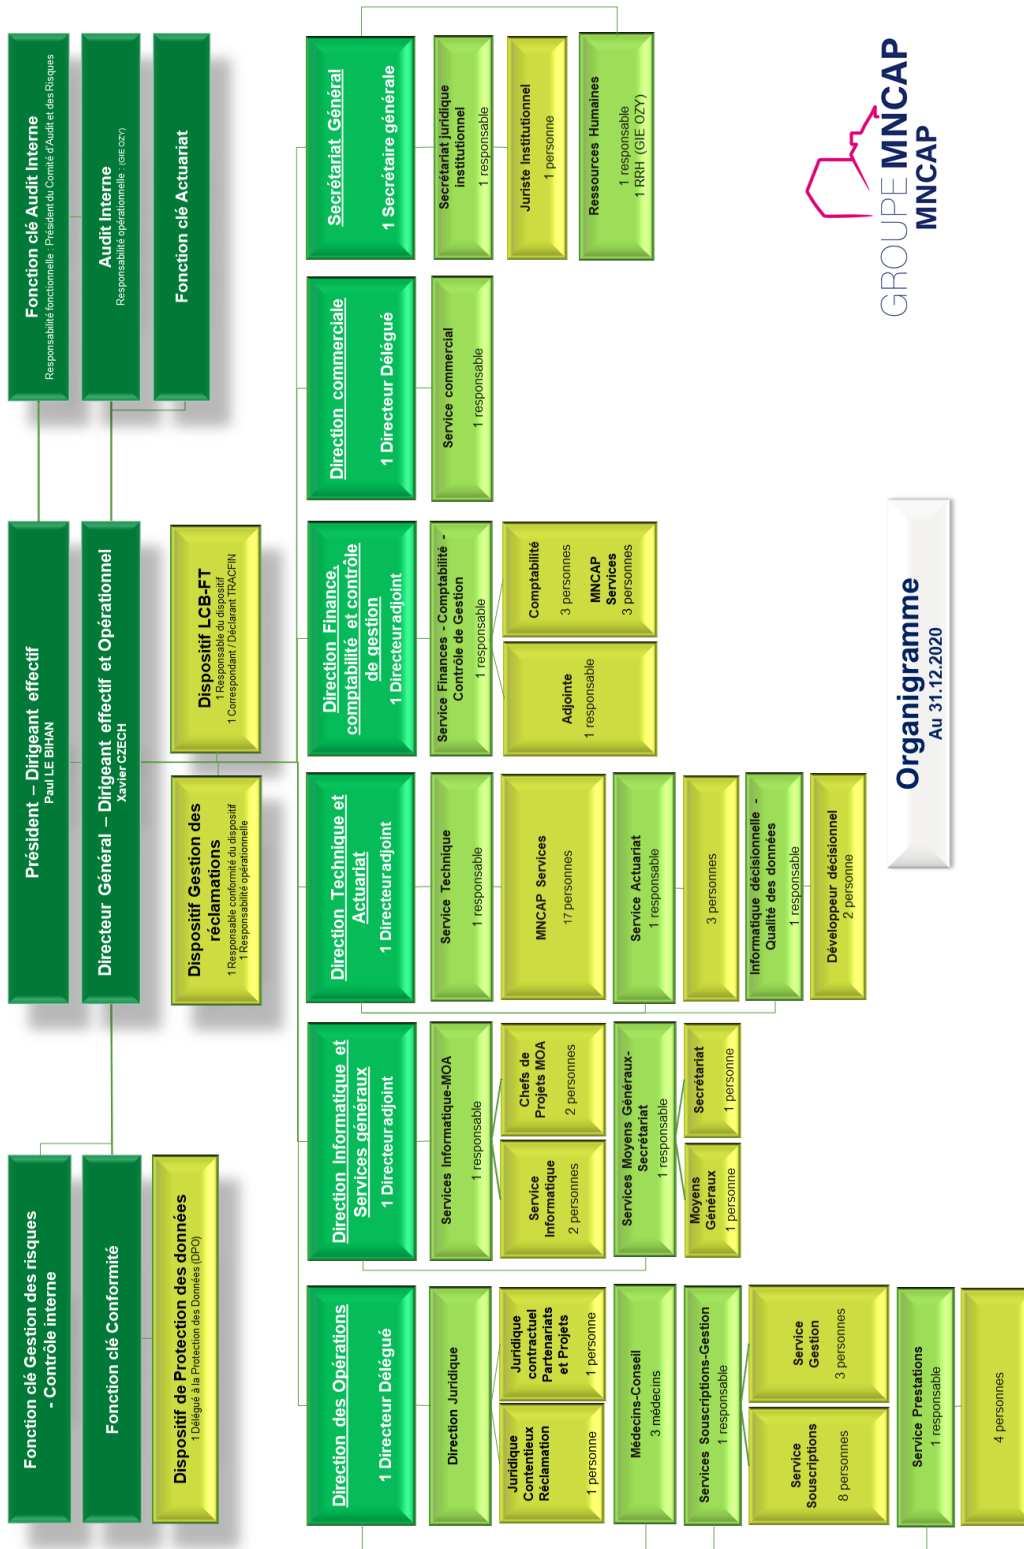 Fonction clé Gestion des risques
- Contrôle interne
Fonction clé Conformité
Dispositif de Protection des données
1 Délégué à la Protection des Données (DPO)
Président – Dirigeant effectif
Paul LE BIHAN
Directeur Général – Dirigeant effectif et Opérationnel
Xavier CZECH
Dispositif Gestion des
réclamations
1 Responsable conformité du dispositif
1 Responsabilité opérationnelle
Dispositif LCB-FT
1 Responsable du dispositif
1 Correspondant / Déclarant TRACFIN
Fonction clé Audit Interne
Responsabilité fonctionnelle : Président du Comité d'Audit et des Risques
Audit Interne
Responsabilité opérationnelle : (GIE OZY)
Fonction clé Actuariat
Direction des Opérations
1 Directeur Délégué
Direction Juridique
Juridique
Contentieux
Réclamation
1 personne
Juridique
contractuel
Partenariats
et Projets
1 personne
Médecins-Conseil
3 médecins
Services Souscriptions-Gestion
1 responsable
Service
Souscriptions
8 personnes
Service
Gestion
3 personnes
Service Prestations
1 responsable
4 personnes
Direction Informatique et
Services généraux
1 Directeur adjoint
Services Informatique-MOA
1 responsable
Service
Informatique
2 personnes
Chefs de
Projets MOA
2 personnes
Services Moyens Généraux-
Secrétariat
1 responsable
Moyens
Généraux
1 personne
Secrétariat
1 personne
Direction Technique et
Actuariat
1 Directeur adjoint
Service Technique
1 responsable
MNCAP Services
17 personnes
Service Actuariat
1 responsable
3 personnes
Informatique décisionnelle -
Qualité des données
1 responsable
Développeur décisionnel
2 personne
Direction Finance,
comptabilité et contrôle
de gestion
1 Directeur adjoint
Service Finances - Comptabilité -
Contrôle de Gestion
1 responsable
Adjointe
1 responsable
Comptabilité
3 personnes
MNCAP
Services
3 personnes
Direction commerciale
1 Directeur Délégué
Service commercial
1 responsable
Secrétariat Général
1 Secrétaire générale
Secrétariat juridique
institutionnel
1 responsable
Juriste Institutionnel
1 personne
Ressources Humaines
1 responsable
1 RRH (GIE OZY)
Organigramme
Au 31.12.2020
GROUPE MNCAP
MNCAP